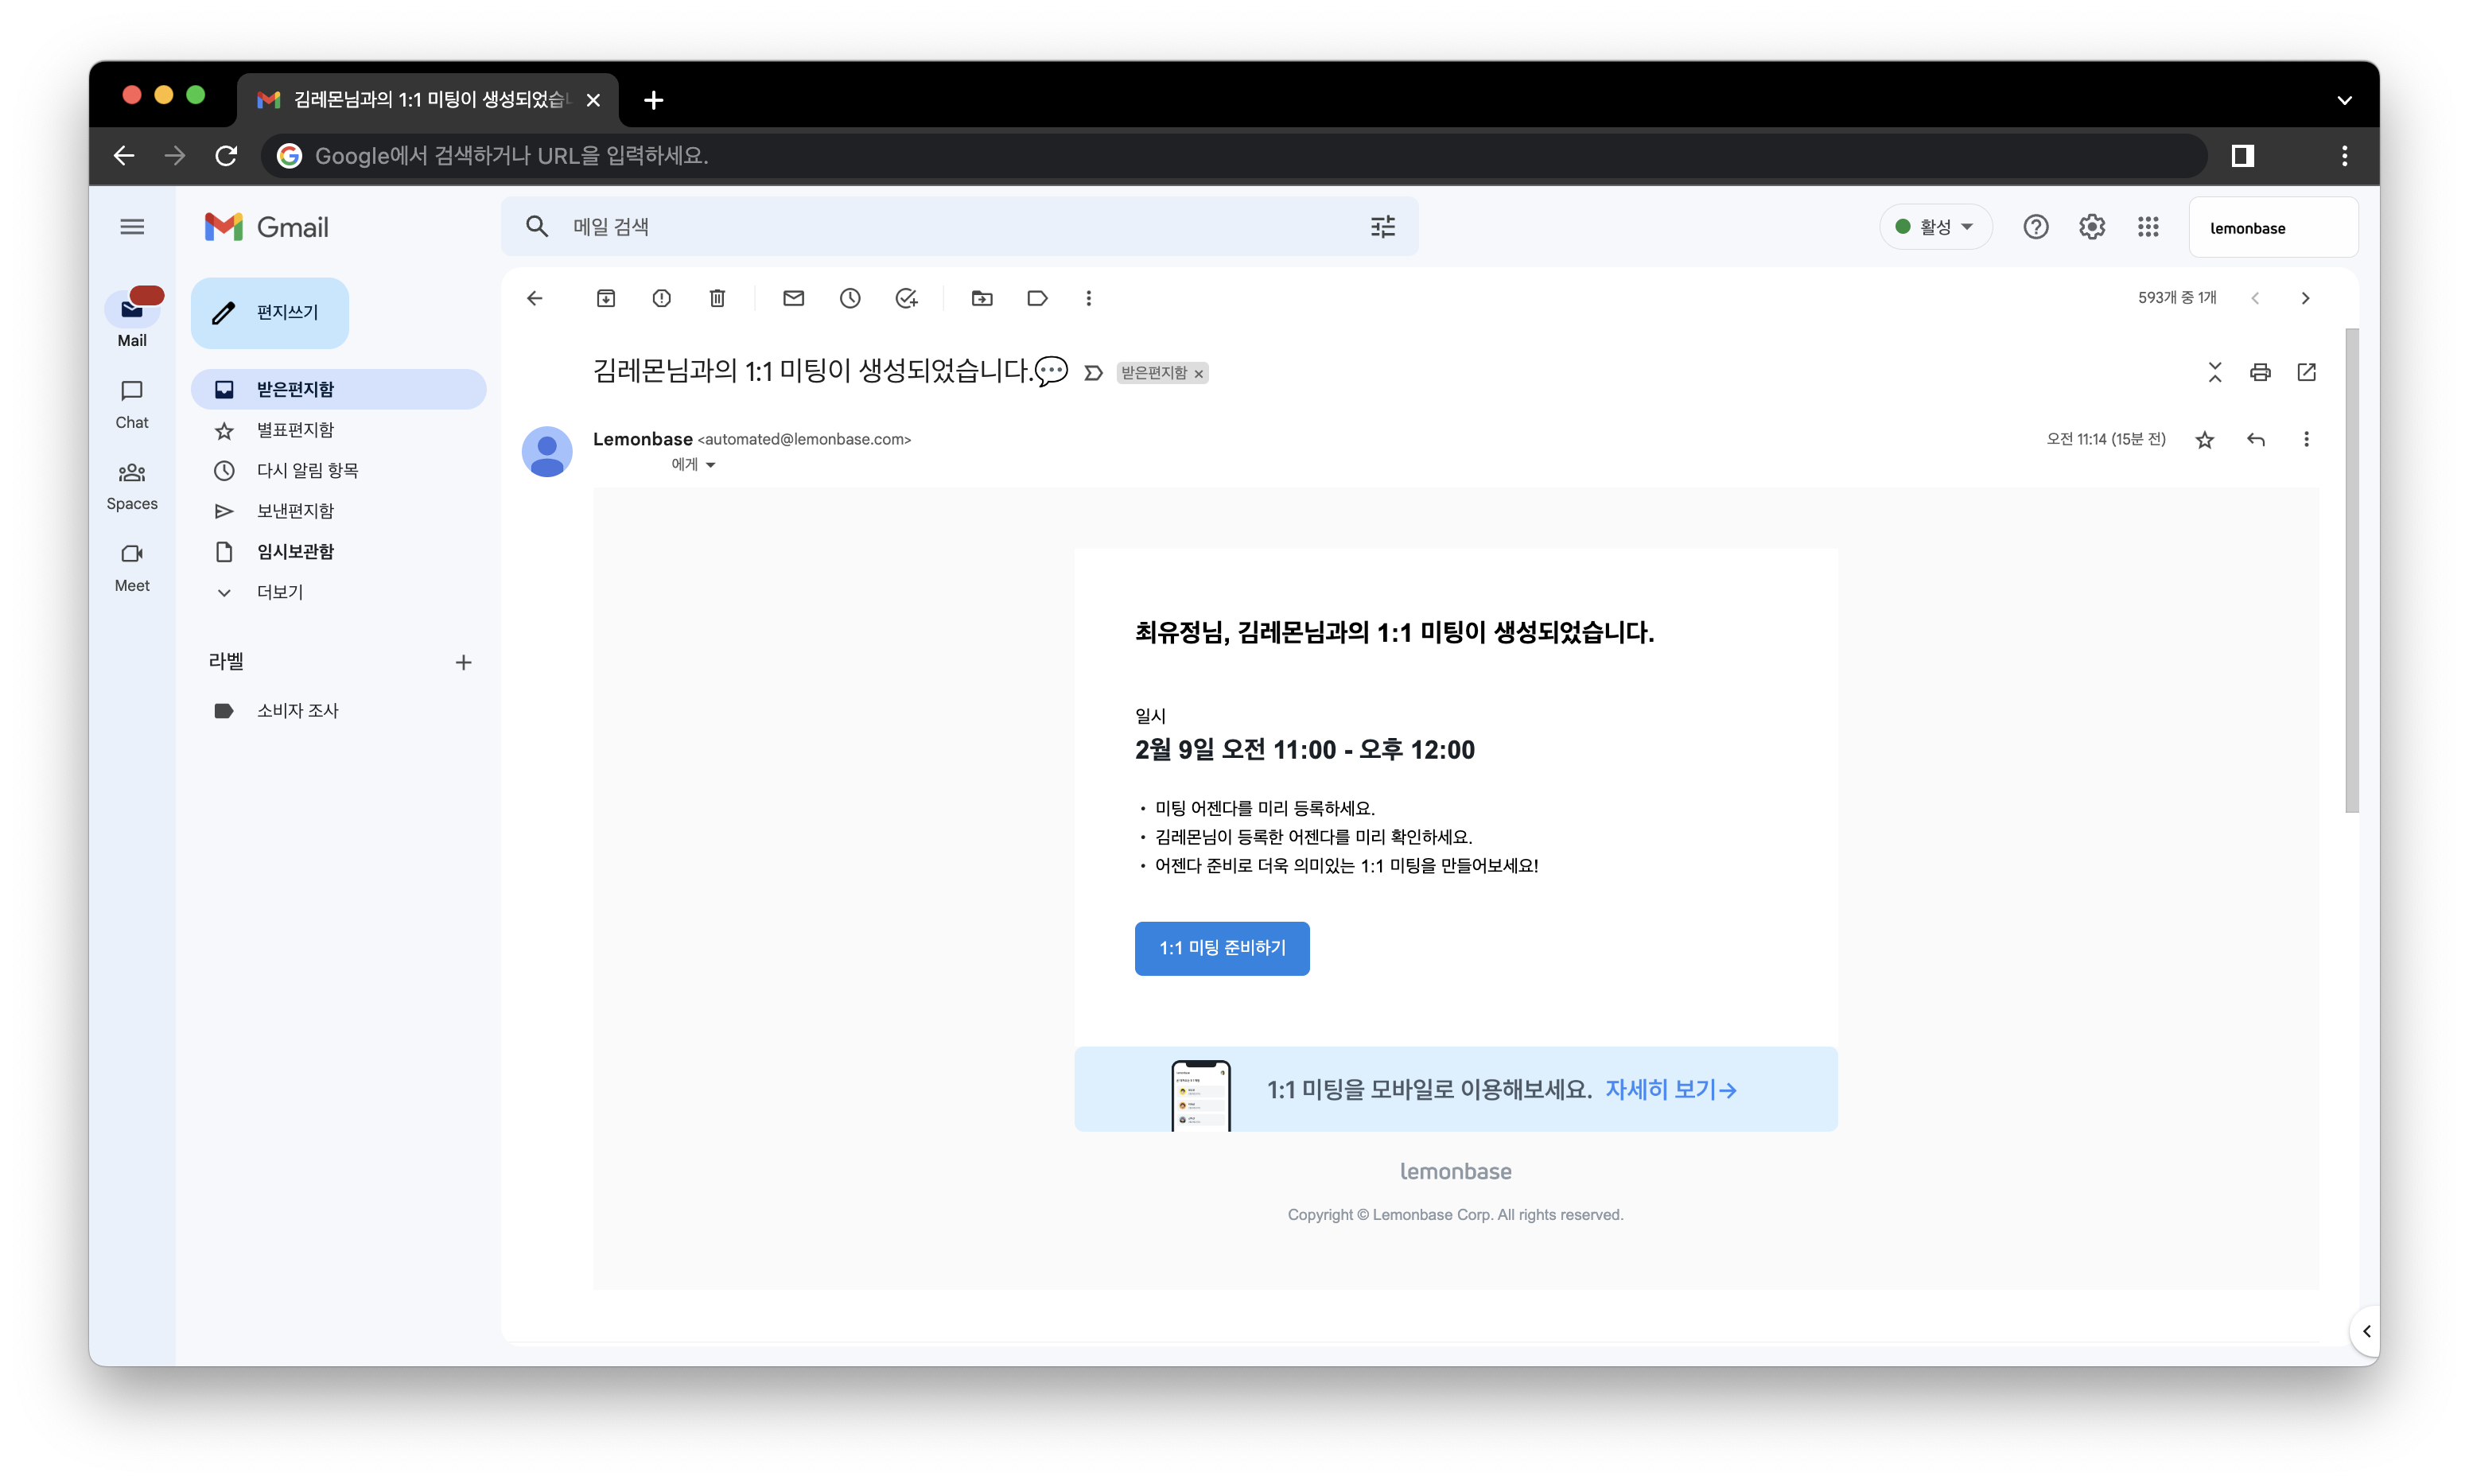 김레몬님과의 1:1 미팅이 생성되었습니
Google에서 검색하거나 URL을 입력하세요.
Gmail
메일 검색
활성
lemonbase
Mail
Chat
Spaces
Meet
편지쓰기
받은편지함
별표편지함
다시 알림 항목
보낸편지함
임시보관함
더보기
라벨
소비자 조사
593개 중 1개
김레몬님과의 1:1 미팅이 생성되었습니다.💬 받은편지함
Lemonbase <automated@lemonbase.com>
오전 11:14 (15분 전)
에게
최유정님, 김레몬님과의 1:1 미팅이 생성되었습니다.
일시
2월 9일 오전 11:00 - 오후 12:00
• 미팅 어젠다를 미리 등록하세요.
• 김레몬님이 등록한 어젠다를 미리 확인하세요.
• 어젠다 준비로 더욱 의미있는 1:1 미팅을 만들어보세요!
1:1 미팅 준비하기
1:1 미팅을 모바일로 이용해보세요. 자세히 보기→
lemonbase
Copyright © Lemonbase Corp. All rights reserved.